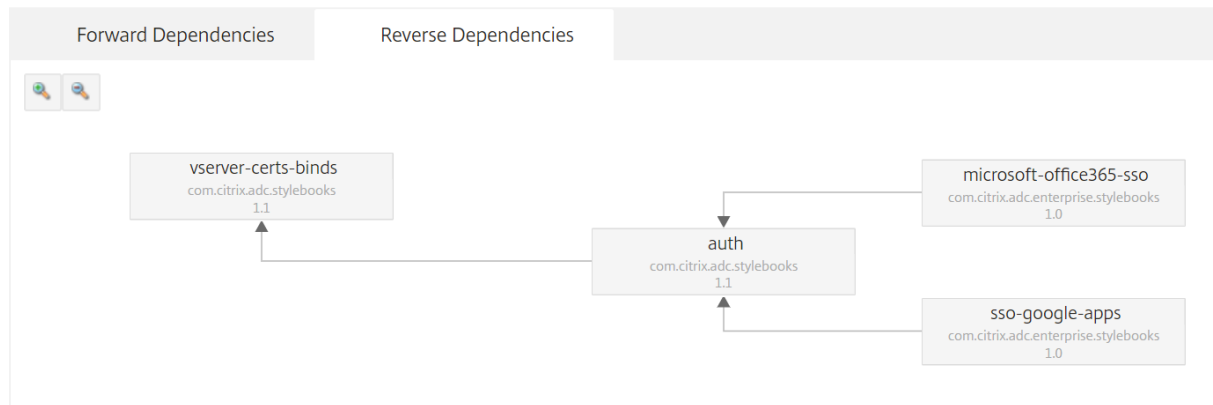 Forward Dependencies
Reverse Dependencies
vserver-certs-binds
com.citrix.adc.stylebooks
1.1
microsoft-office365-sso
com.citrix.adc.enterprise.stylebooks
1.0
auth
com.citrix.adc.stylebooks
1.1
sso-google-apps
com.citrix.adc.enterprise.stylebooks
1.0